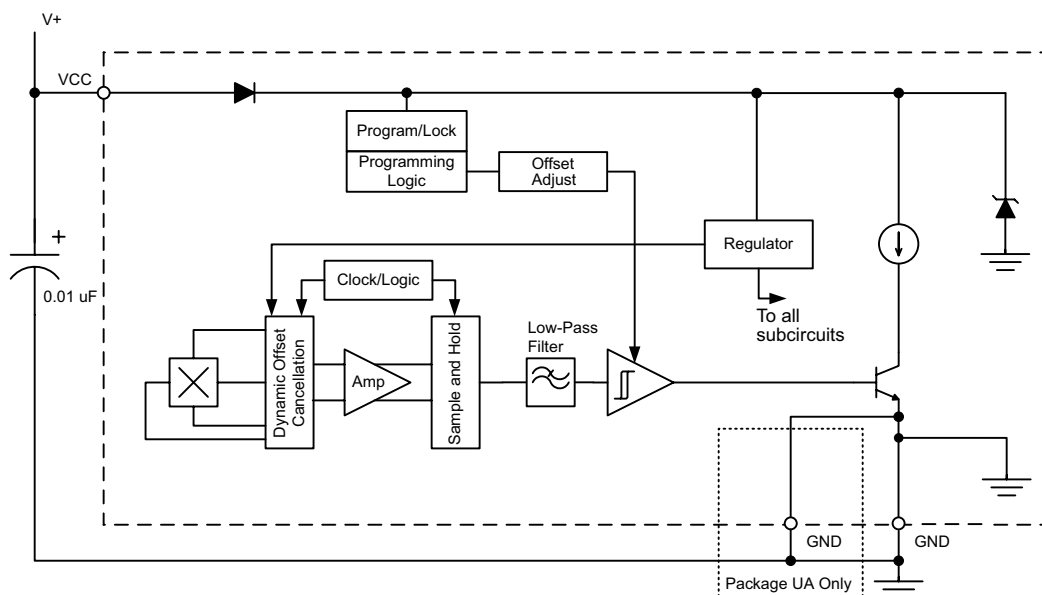 V+
VCC
Program/Lock
Programming
Logic
Offset
Adjust
Regulator
+
Clock/Logic
0.01 uF
To all
subcircuits
Low-Pass
Filter
Dynamic Offset
Cancellation
Amp
Sample and Hold
GND
GND
Package UA Only